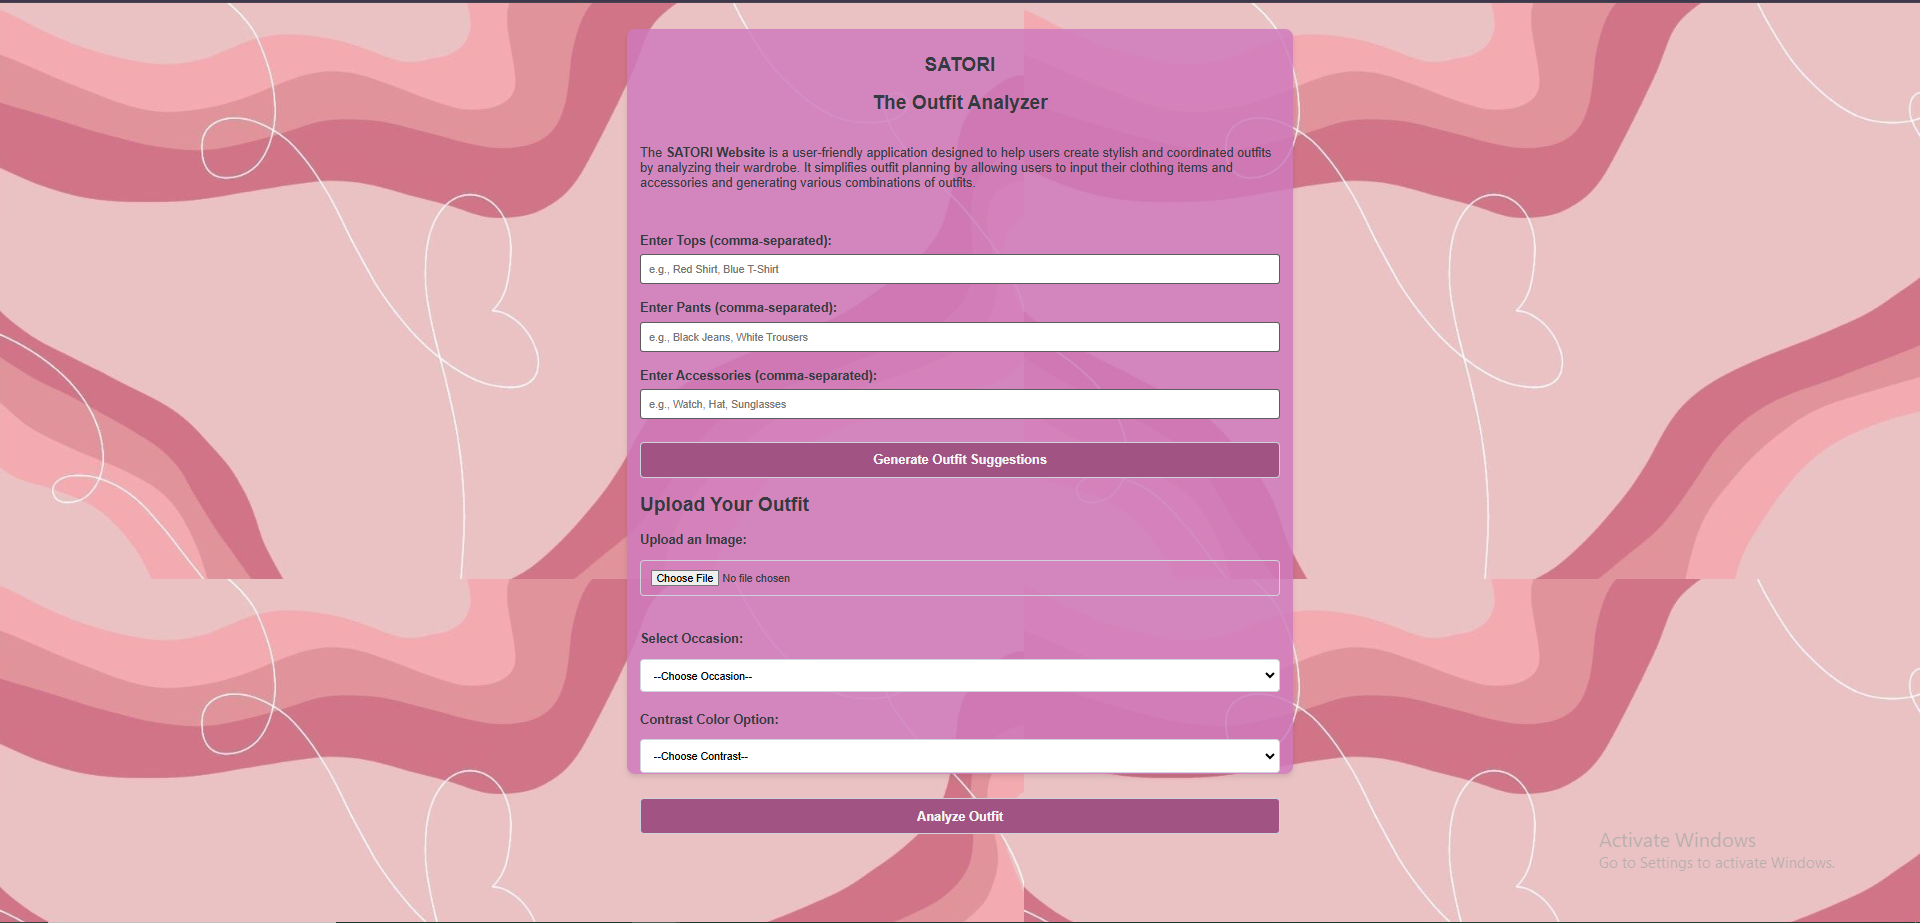 SATORI
The Outfit Analyzer
The SATORI Website is a user-friendly application designed to help users create stylish and coordinated outfits
by analyzing their wardrobe. It simplifies outfit planning by allowing users to input their clothing items and
accessories and generating various combinations of outfits.
Enter Tops (comma-separated):
e.g., Red Shirt, Blue T-Shirt
Enter Pants (comma-separated):
e.g., Black Jeans, White Trousers
Enter Accessories (comma-separated):
e.g., Watch, Hat, Sunglasses
Generate Outfit Suggestions
Upload Your Outfit
Upload an Image:
Choose File No file chosen
Select Occasion:
--Choose Occasion--
Contrast Color Option:
--Choose Contrast--
Analyze Outfit
Activate Windows
Go to Settings to activate Windows.